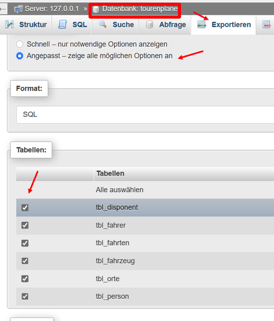 Server: 127.0.0.1 » Datenbank: tourenplane
Struktur SQL Suche Abfrage Exportieren
Schnell – nur notwendige Optionen anzeigen
Angepasst – zeige alle möglichen Optionen an
Format:
SQL
Tabellen:
Tabellen
Alle auswählen
tbl_disponent
tbl_fahrer
tbl_fahrten
tbl_fahrzeug
tbl_orte
tbl_person